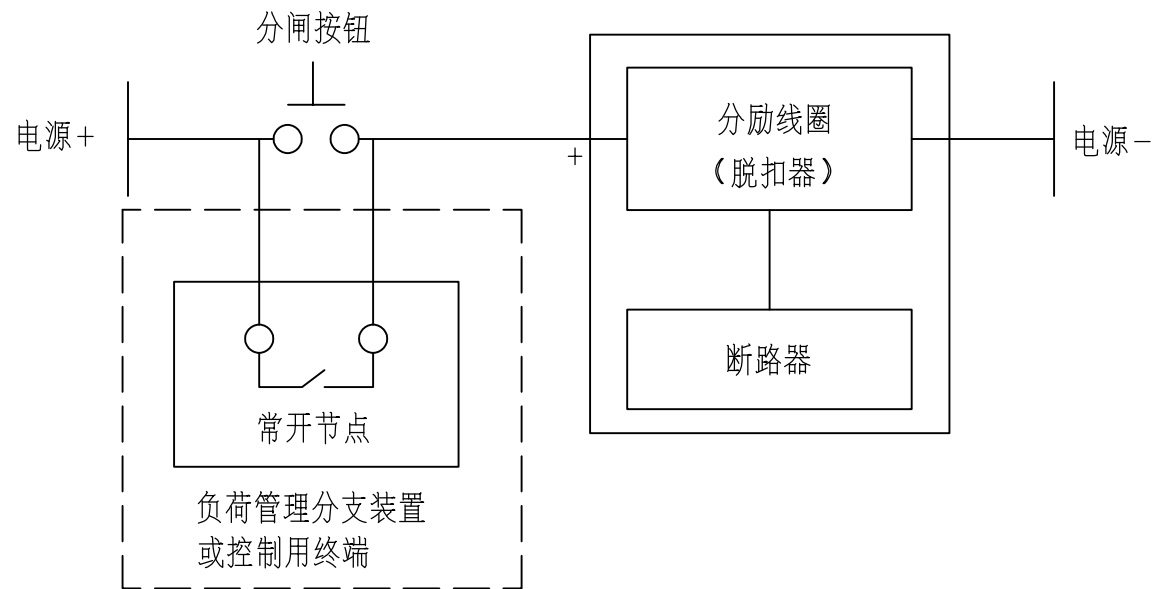 分闸按钮
电源+
分励线圈
（脱扣器）
+
电源-
断路器
常开节点
负荷管理分支装置
或控制用终端